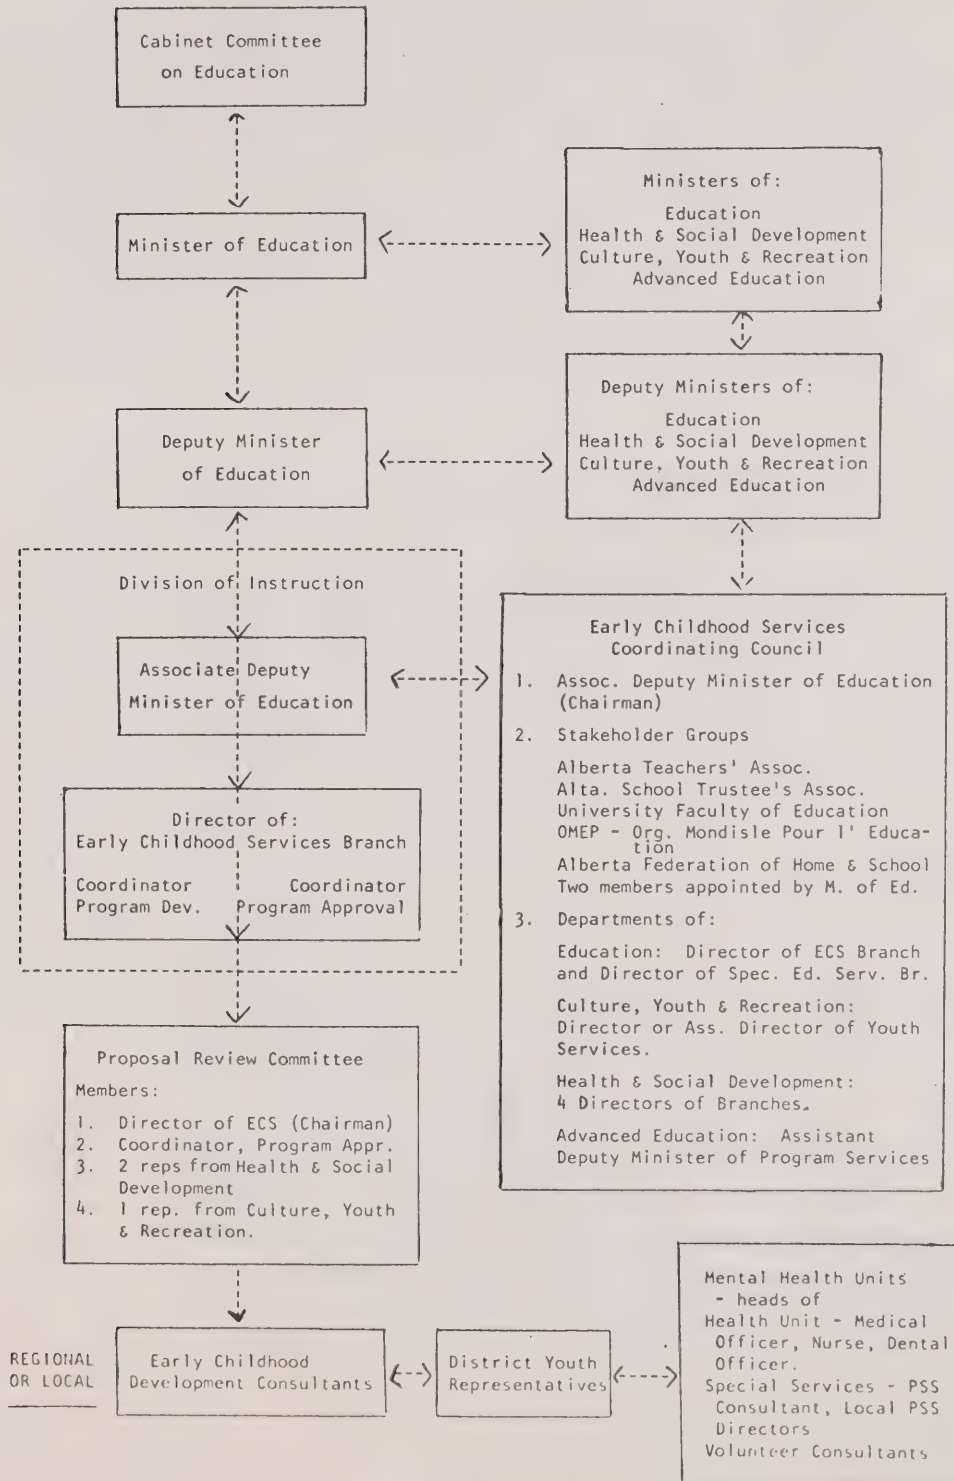 Cabinet Committee
on Education
Minister of Education
Ministers of:
Education
Health & Social Development
Culture, Youth & Recreation
Advanced Education
Deputy Minister
of Education
Deputy Ministers of:
Education
Health & Social Development
Culture, Youth & Recreation
Advanced Education
Division of Instruction
Associate Deputy
Minister of Education
Director of:
Early Childhood Services Branch
Coordinator Coordinator
Program Dev. Program Approval
Early Childhood Services
Coordinating Council
1. Assoc. Deputy Minister of Education
(Chairman)
2. Stakeholder Groups
Alberta Teachers' Assoc.
Alta. School Trustee's Assoc.
University Faculty of Education
OMEP - Org. Mondisle Pour l' Educa-
tion
Alberta Federation of Home & School
Two members appointed by M. of Ed.
3. Departments of:
Education: Director of ECS Branch
and Director of Spec. Ed. Serv. Br.
Culture, Youth & Recreation:
Director or Ass. Director of Youth
Services.
Health & Social Development:
4 Directors of Branches.
Advanced Education: Assistant
Deputy Minister of Program Services
Proposal Review Committee
Members:
1. Director of ECS (Chairman)
2. Coordinator, Program Appr.
3. 2 reps from Health & Social
Development
4. 1 rep. from Culture, Youth
& Recreation.
REGIONAL
OR LOCAL
Early Childhood
Development Consultants
District Youth
Representatives
Mental Health Units
- heads of
Health Unit - Medical
Officer, Nurse, Dental
Officer.
Special Services - PSS
Consultant, Local PSS
Directors
Volunteer Consultants